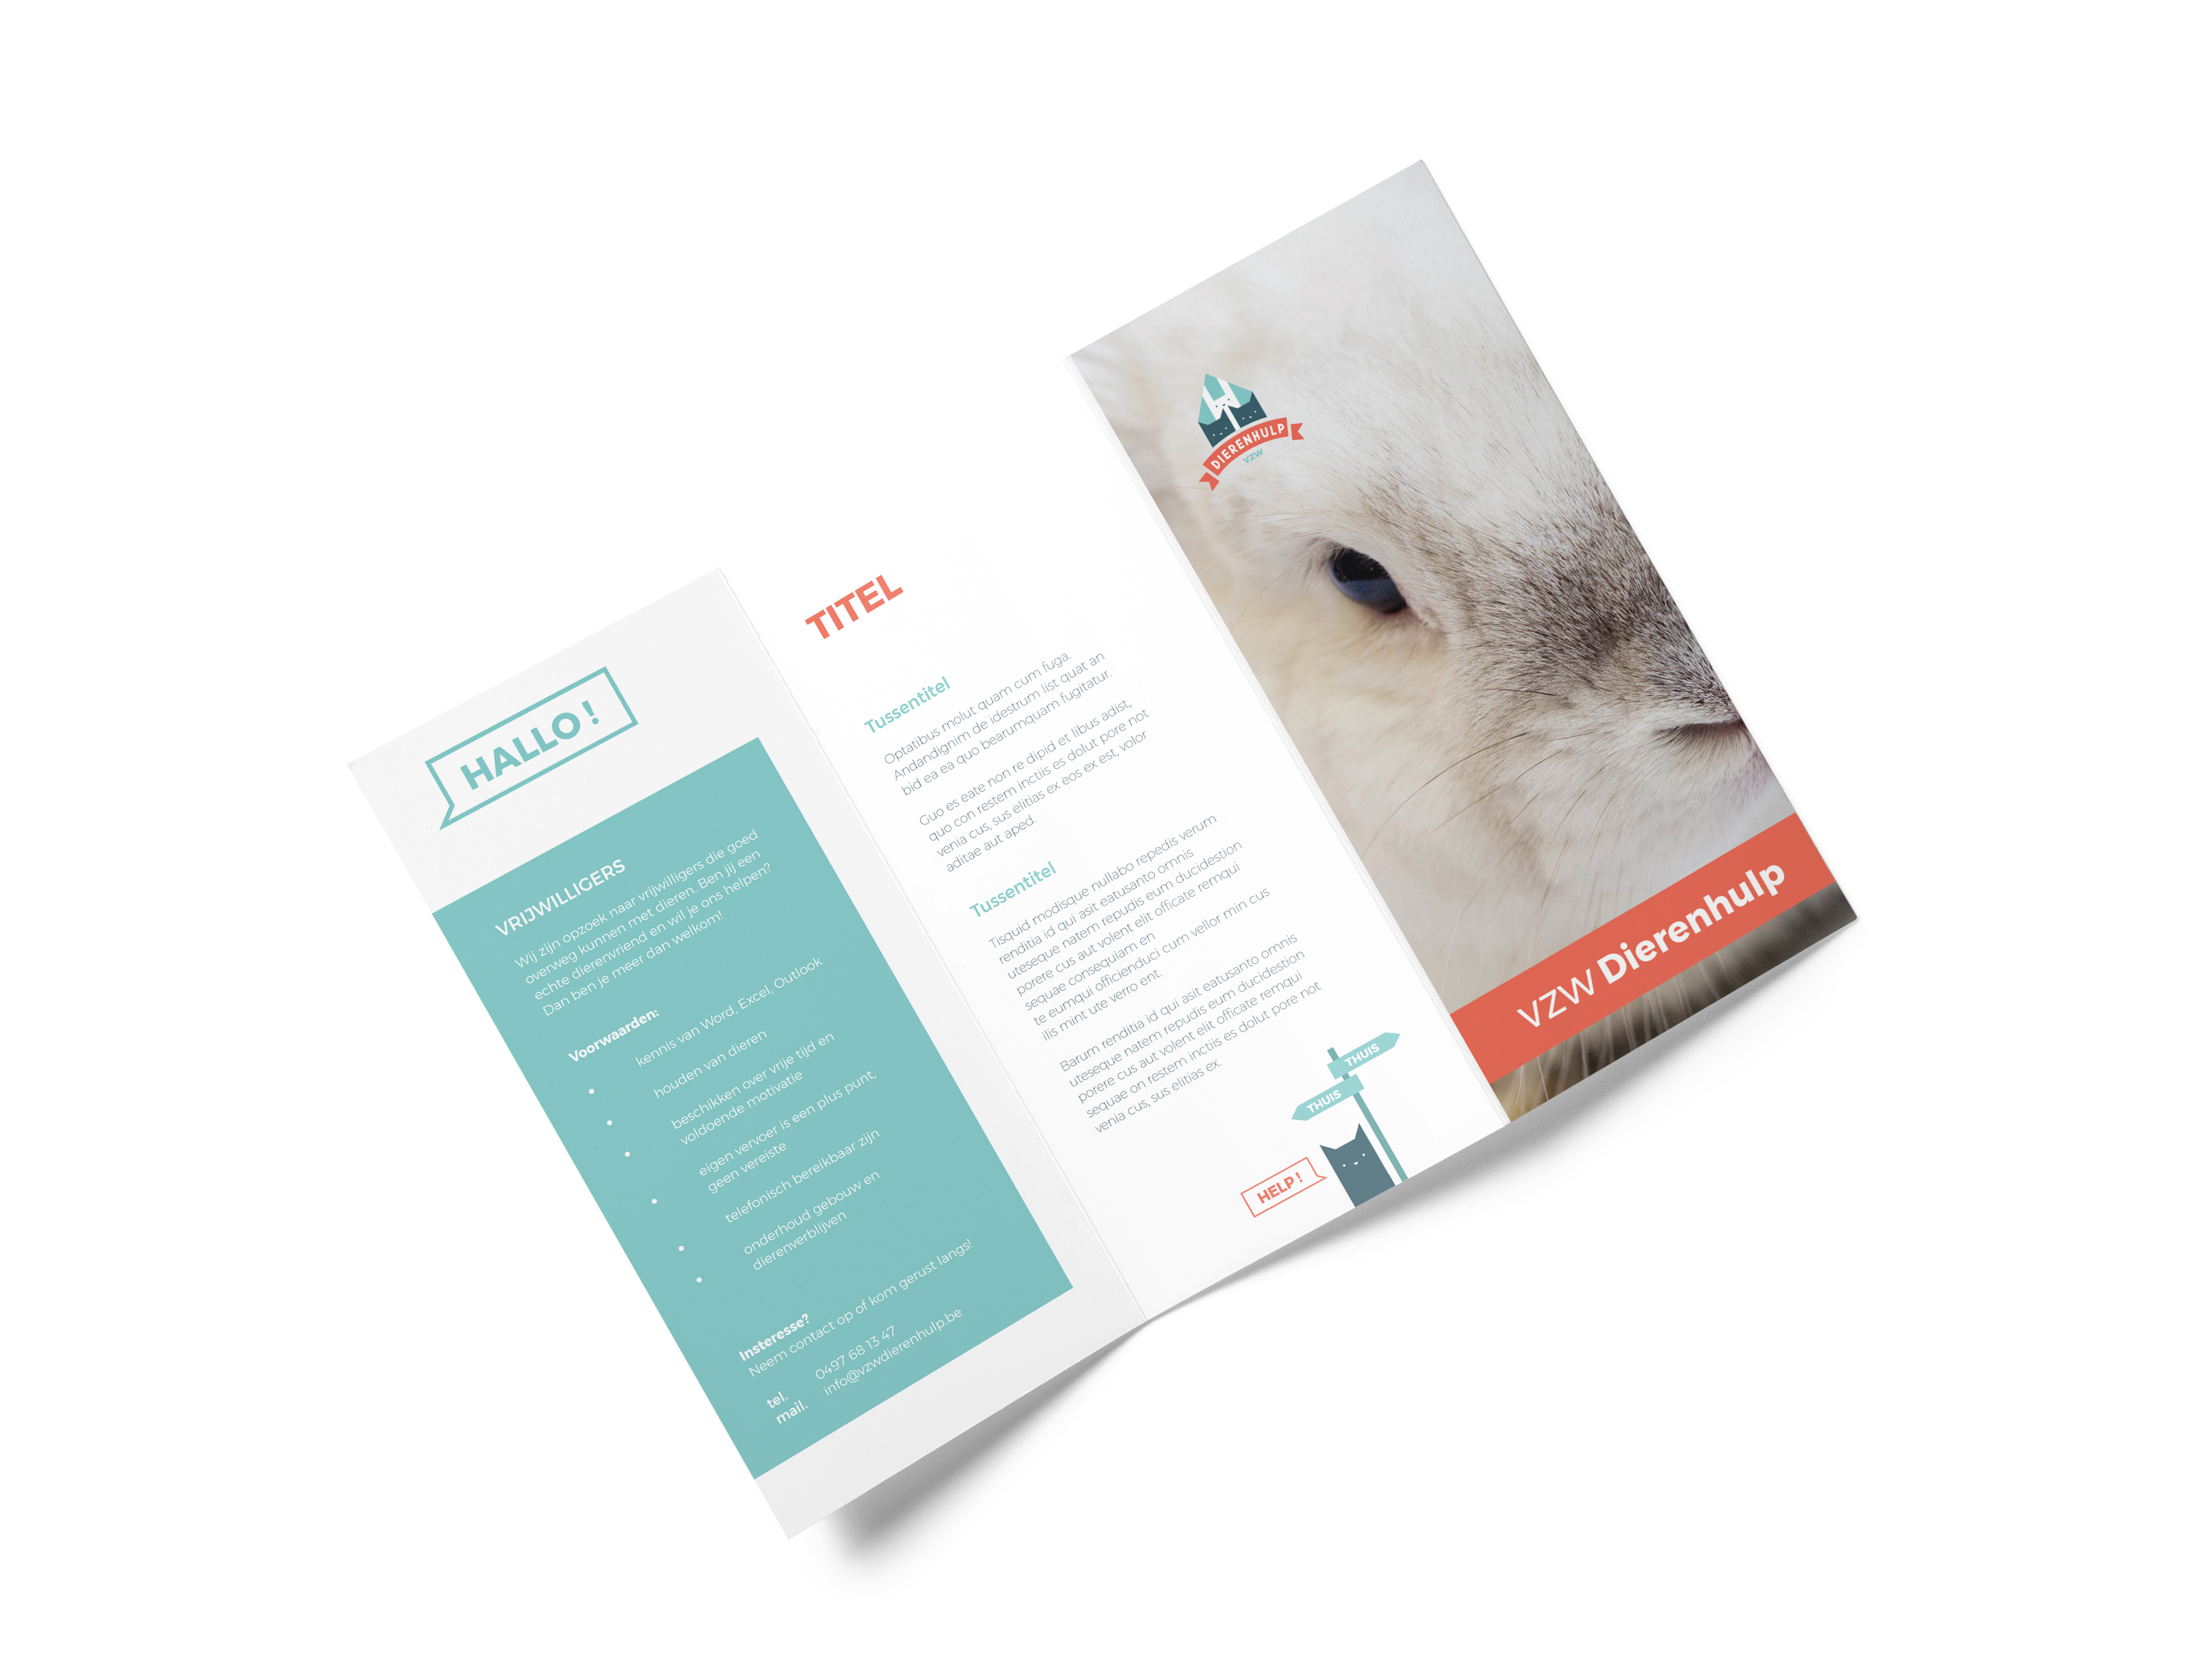 HALLO !
VRIJWILLIGERS
Wij zijn opzoek naar vrijwilligers die goed
overweg kunnen met dieren. Ben jij een
echte dierenvriend en wil je ons helpen?
Dan ben je meer dan welkom!
Voorwaarden:
• kennis van Word, Excel, Outlook
• houden van dieren
• beschikken over vrije tijd en
voldoende motivatie
• eigen vervoer is een plus punt,
geen vereiste
• telefonisch bereikbaar zijn
• onderhoud gebouw en
dierenverblijven
Insteresse?
Neem contact op of kom gerust langs!
tel. 0497 68 13 47
mail. info@vzwdierenhulp.be
TITEL
Tussentitel
Optatibus molut quam cum fuga.
Andandignim de idestrum list quat an
bid ea ea quo bearumquam fugitatur.
Guo es eate non re dipid et libus adist,
quo con restem inctiis es dolut pore not
venia cus, sus elitias ex eos ex est, volor
aditae aut aped.
Tussentitel
Tisquid modisque nullabo repedis verum
renditia id qui asit eatusanto omnis
uteseque natem repudis eum ducidestion
porere cus aut volent elit officate remqui
sequae consequiam en
te eumqui officienduci cum vellor min cus
ilis mint ute verro ent.
Barum renditia id qui asit eatusanto omnis
uteseque natem repudis eum ducidestion
porere cus aut volent elit officate remqui
sequae on restem inctiis es dolut pore not
venia cus, sus elitias ex.
THUIS
THUIS
HELP !
DIERENHULP
VZW
VZW Dierenhulp